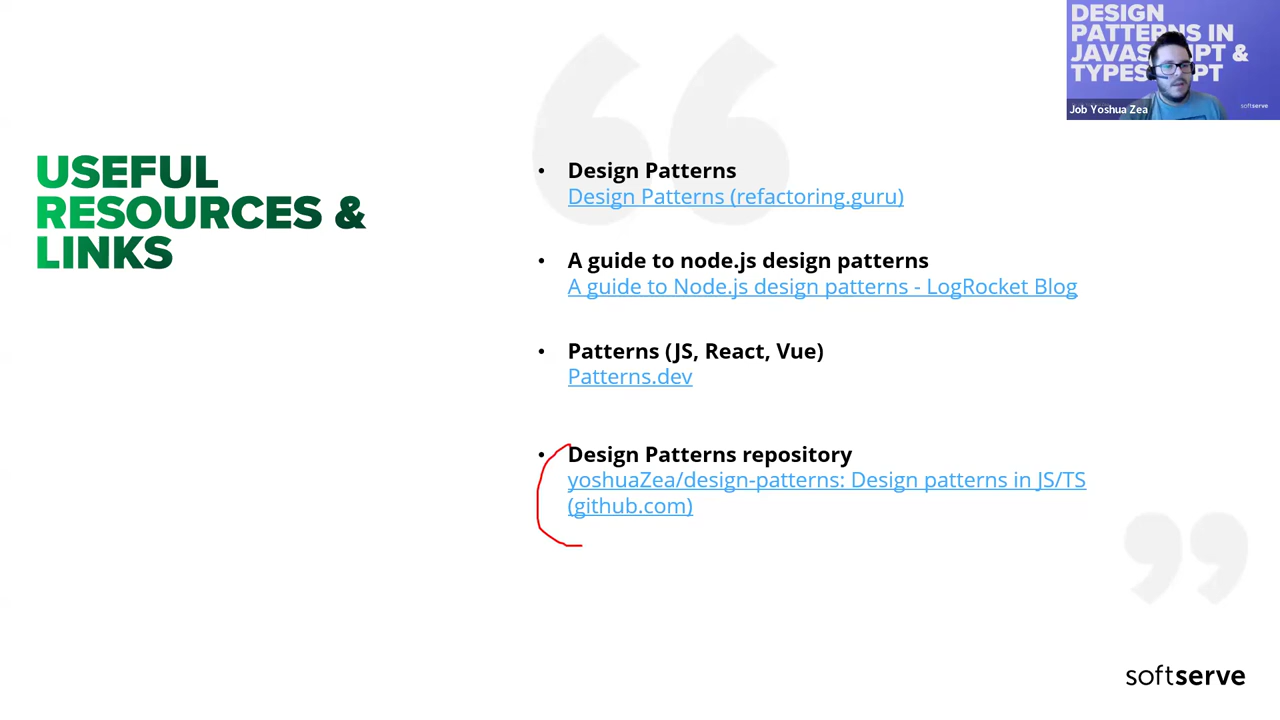 DESIGN
PATTERNS IN
JAVASCRIPT &
TYPESCRIPT
Job Yoshua Zea
softserve
USEFUL
RESOURCES &
LINKS
• Design Patterns
Design Patterns (refactoring.guru)
• A guide to node.js design patterns
A guide to Node.js design patterns - LogRocket Blog
• Patterns (JS, React, Vue)
Patterns.dev
• Design Patterns repository
yoshuaZea/design-patterns: Design patterns in JS/TS
(github.com)
softserve